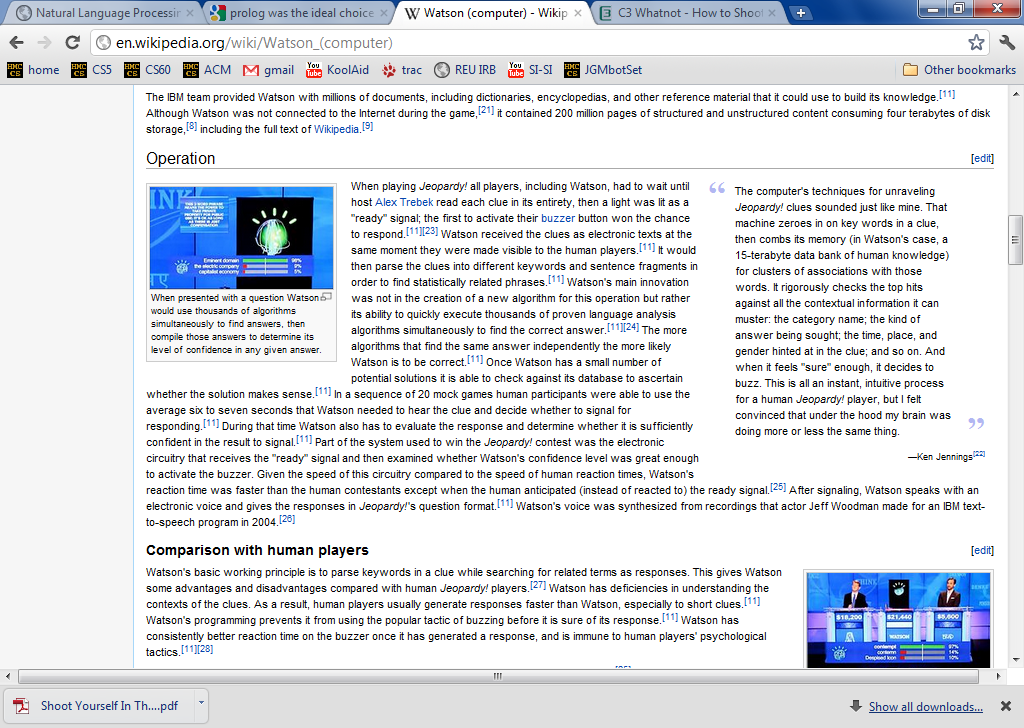 Natural Language Processin
prolog was the ideal choice
Watson (computer) - Wikip
C3 Whatnot - How to Shoot
en.wikipedia.org/wiki/Watson_(computer)
home CS5 CS60 ACM gmail KoolAid trac REU IRB SI-SI JGMbotSet Other bookmarks
The IBM team provided Watson with millions of documents, including dictionaries, encyclopedias, and other reference material that it could use to build its knowledge.[11]
Although Watson was not connected to the Internet during the game,[21] it contained 200 million pages of structured and unstructured content consuming four terabytes of disk
storage,[8] including the full text of Wikipedia.[9]
Operation [edit]
Eminent domain 98%
the electric company 9%
capitalist economy 5%
When presented with a question Watson
would use thousands of algorithms
simultaneously to find answers, then
compile those answers to determine its
level of confidence in any given answer.
When playing Jeopardy! all players, including Watson, had to wait until
host Alex Trebek read each clue in its entirety, then a light was lit as a
"ready" signal; the first to activate their buzzer button won the chance
to respond.[11][23] Watson received the clues as electronic texts at the
same moment they were made visible to the human players.[11] It would
then parse the clues into different keywords and sentence fragments in
order to find statistically related phrases.[11] Watson's main innovation
was not in the creation of a new algorithm for this operation but rather
its ability to quickly execute thousands of proven language analysis
algorithms simultaneously to find the correct answer.[11][24] The more
algorithms that find the same answer independently the more likely
Watson is to be correct.[11] Once Watson has a small number of
potential solutions it is able to check against its database to ascertain
whether the solution makes sense.[11] In a sequence of 20 mock games human participants were able to use the
average six to seven seconds that Watson needed to hear the clue and decide whether to signal for
responding.[11] During that time Watson also has to evaluate the response and determine whether it is sufficiently
confident in the result to signal.[11] Part of the system used to win the Jeopardy! contest was the electronic
circuitry that receives the "ready" signal and then examined whether Watson's confidence level was great enough
to activate the buzzer. Given the speed of this circuitry compared to the speed of human reaction times, Watson's
reaction time was faster than the human contestants except when the human anticipated (instead of reacted to) the ready signal.[25] After signaling, Watson speaks with an
electronic voice and gives the responses in Jeopardy!'s question format.[11] Watson's voice was synthesized from recordings that actor Jeff Woodman made for an IBM text-
to-speech program in 2004.[26]
“ The computer's techniques for unraveling
Jeopardy! clues sounded just like mine. That
machine zeroes in on key words in a clue,
then combs its memory (in Watson's case, a
15-terabyte data bank of human knowledge)
for clusters of associations with those
words. It rigorously checks the top hits
against all the contextual information it can
muster: the category name; the kind of
answer being sought; the time, place, and
gender hinted at in the clue; and so on. And
when it feels "sure" enough, it decides to
buzz. This is all an instant, intuitive process
for a human Jeopardy! player, but I felt
convinced that under the hood my brain was
doing more or less the same thing. ”
—Ken Jennings[22]
Comparison with human players [edit]
Watson's basic working principle is to parse keywords in a clue while searching for related terms as responses. This gives Watson
some advantages and disadvantages compared with human Jeopardy! players.[27] Watson has deficiencies in understanding the
contexts of the clues. As a result, human players usually generate responses faster than Watson, especially to short clues.[11]
Watson's programming prevents it from using the popular tactic of buzzing before it is sure of its response.[11] Watson has
consistently better reaction time on the buzzer once it has generated a response, and is immune to human players' psychological
tactics.[11][28]
THINK
WATSON
contempt 97%
contemn 14%
Despised Icon 10%
Shoot Yourself In Th....pdf
Show all downloads...